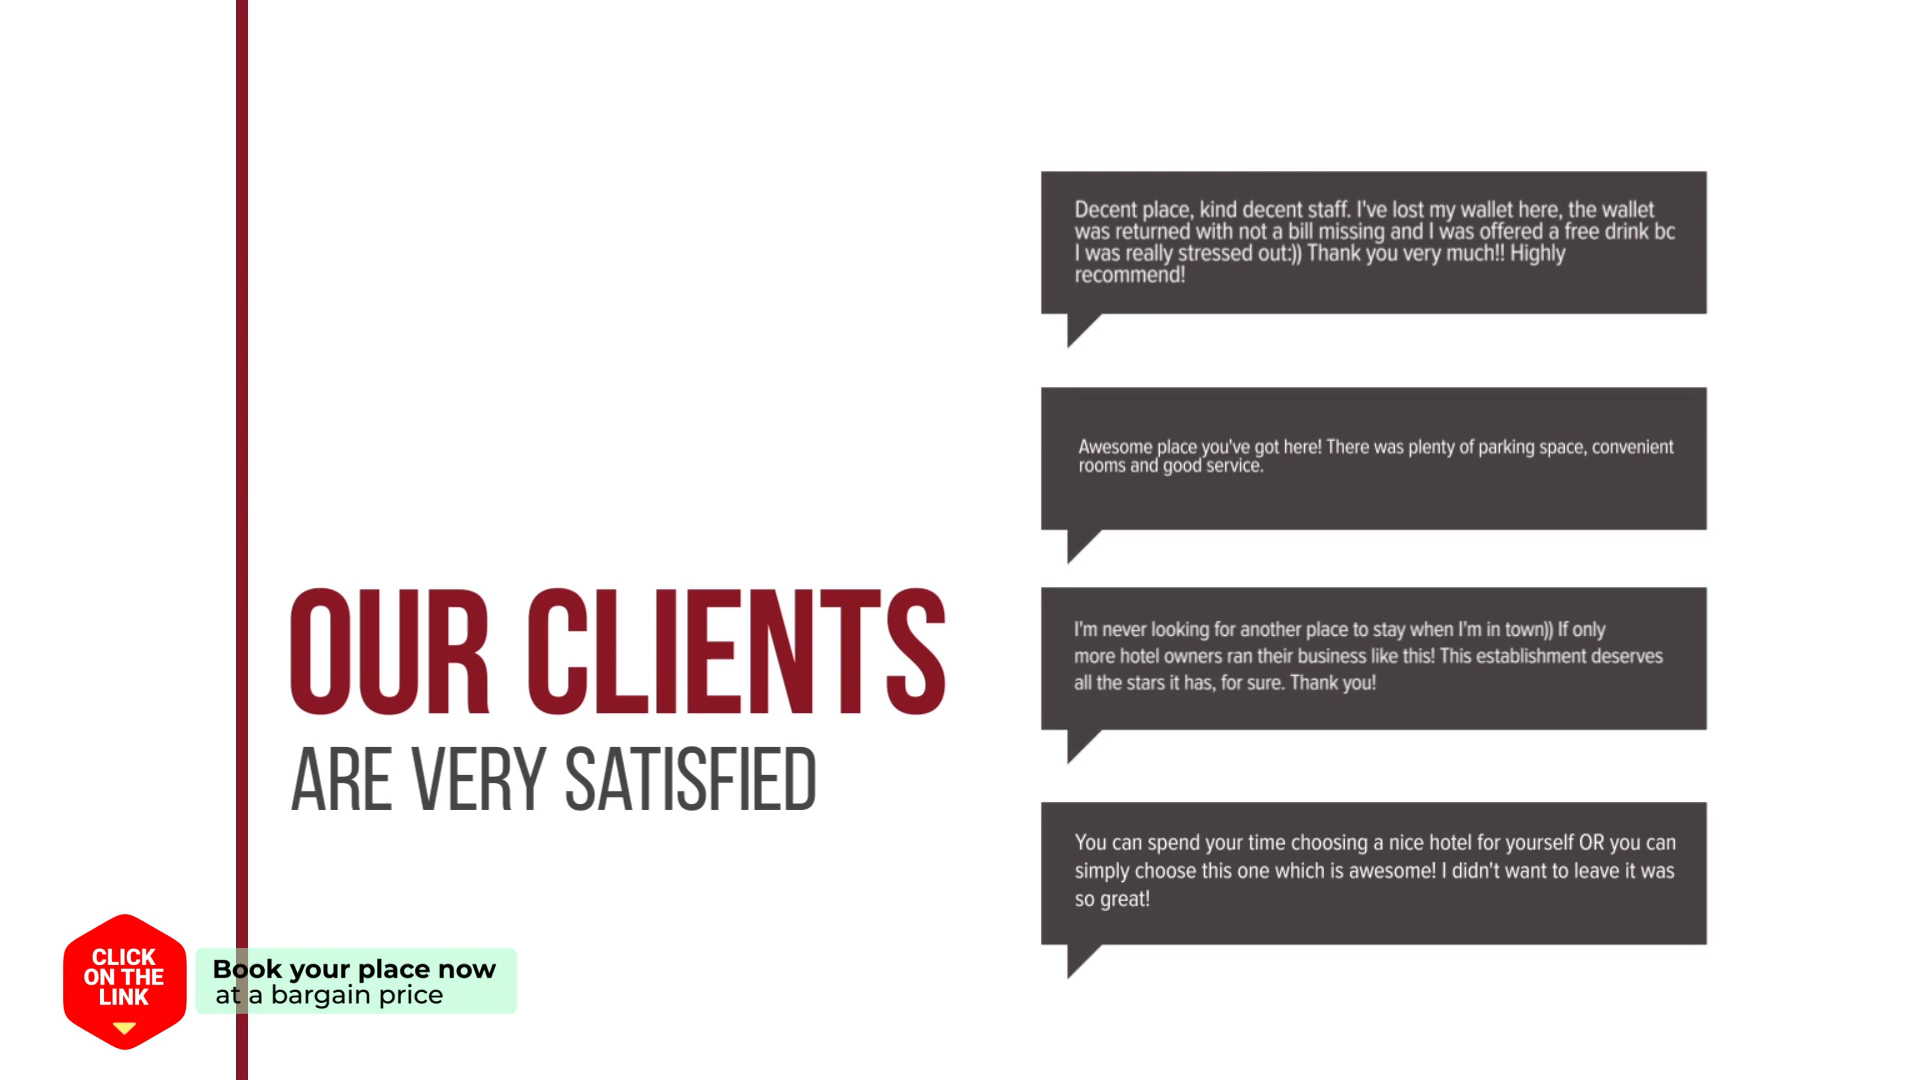 OUR CLIENTS
ARE VERY SATISFIED
Decent place, kind decent staff. I've lost my wallet here, the wallet
was returned with not a bill missing and I was offered a free drink bc
I was really stressed out:)) Thank you very much!! Highly
recommend!
Awesome place you've got here! There was plenty of parking space, convenient
rooms and good service.
I'm never looking for another place to stay when I'm in town)) If only
more hotel owners ran their business like this! This establishment deserves
all the stars it has, for sure. Thank you!
You can spend your time choosing a nice hotel for yourself OR you can
simply choose this one which is awesome! I didn't want to leave it was
so great!
CLICK
ON THE
LINK
Book your place now
at a bargain price